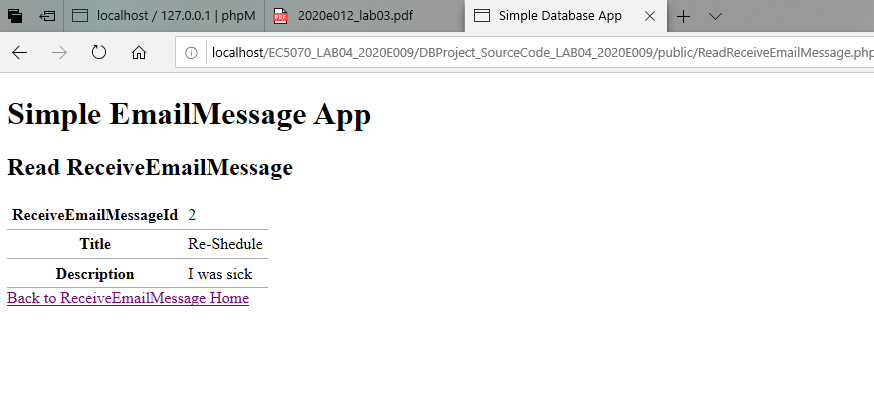 localhost / 127.0.0.1 | phpM
2020e012_lab03.pdf
Simple Database App
localhost/EC5070_LAB04_2020E009/DBProject_SourceCode_LAB04_2020E009/public/ReadReceiveEmailMessage.php
Simple EmailMessage App
Read ReceiveEmailMessage
ReceiveEmailMessageId 2
Title Re-Shedule
Description I was sick
Back to ReceiveEmailMessage Home